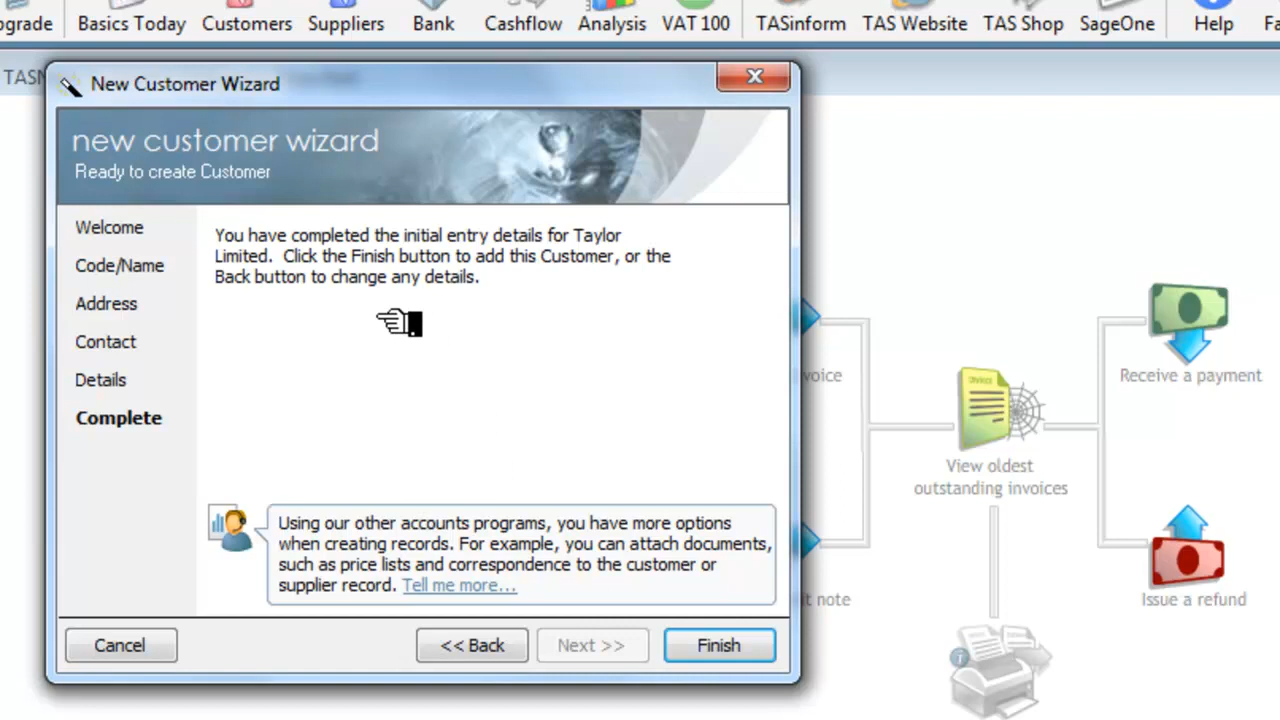 pgrade Basics Today Customers Suppliers Bank Cashflow Analysis VAT 100 TASinform TAS Website TAS Shop SageOne Help Fa
TASN
New Customer Wizard
new customer wizard
Ready to create Customer
Welcome
Code/Name
Address
Contact
Details
Complete
You have completed the initial entry details for Taylor
Limited. Click the Finish button to add this Customer, or the
Back button to change any details.
Using our other accounts programs, you have more options
when creating records. For example, you can attach documents,
such as price lists and correspondence to the customer or
supplier record. Tell me more...
Cancel
<< Back
Next >>
Finish
voice
it note
INVOICE
View oldest
outstanding invoices
Receive a payment
Issue a refund